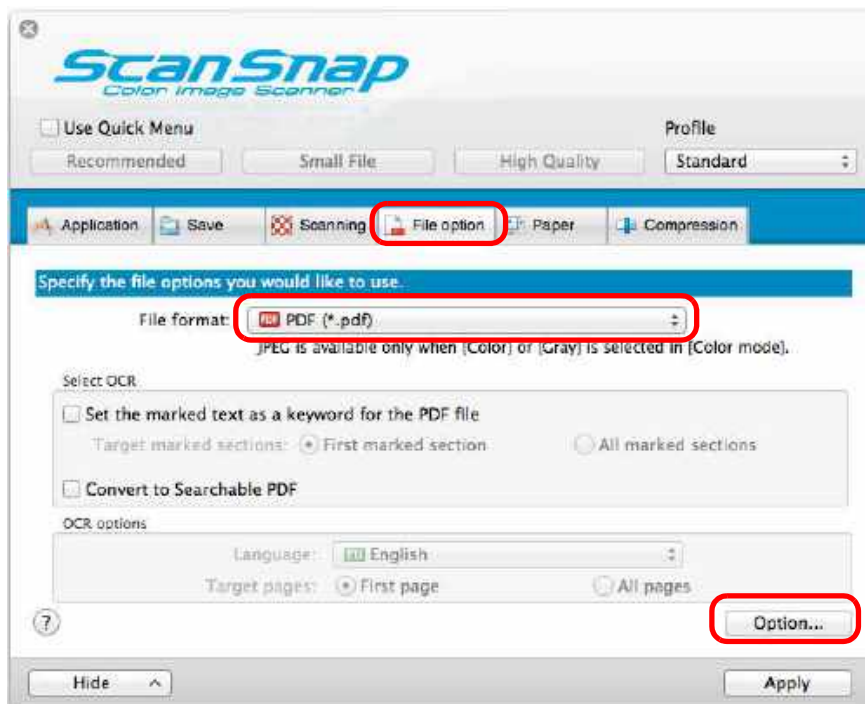 ScanSnap
Color Image Scanner
Use Quick Menu
Profile
Recommended Small File High Quality Standard
Application Save Scanning File option Paper Compression
Specify the file options you would like to use.
File format: PDF (*.pdf)
JPEG is available only when [Color] or [Gray] is selected in [Color mode].
Select OCR
Set the marked text as a keyword for the PDF file
Target marked sections: First marked section All marked sections
Convert to Searchable PDF
OCR options
Language: English
Target pages: First page All pages
? Option...
Hide Apply